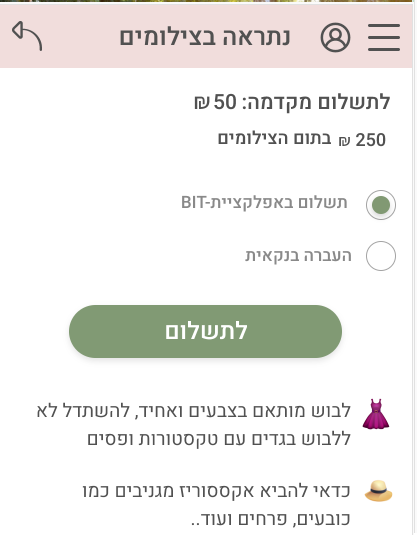 נתראה בצילומים
לתשלום מקדמה: 50 ₪
250 ₪ בתום הצילומים
תשלום באפלקציית-BIT
העברה בנקאית
לתשלום
לבוש מותאם בצבעים ואחיד, להשתדל לא
ללבוש בגדים עם טקסטורות ופסים
כדאי להביא אקססוריז מגניבים כמו
כובעים, פרחים ועוד..